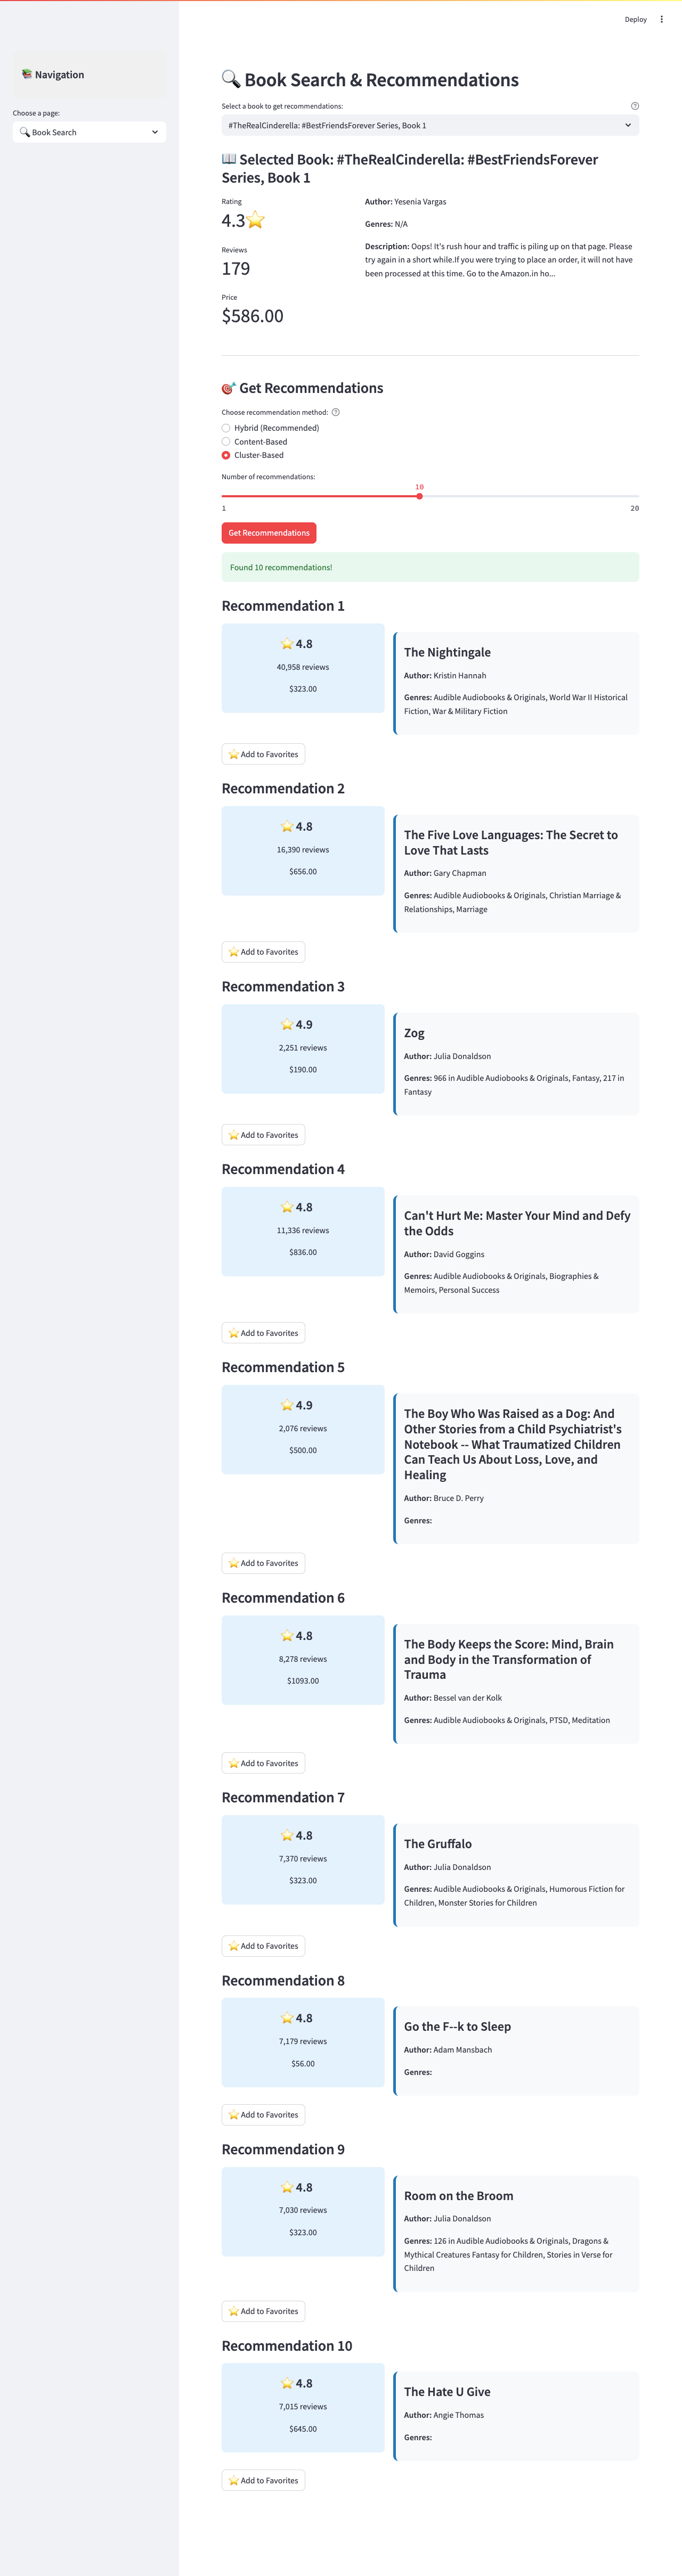 Deploy
Navigation
Choose a page:
Book Search
Book Search & Recommendations
Select a book to get recommendations:
#TheRealCinderella: #BestFriendsForever Series, Book 1
Selected Book: #TheRealCinderella: #BestFriendsForever
Series, Book 1
Rating
4.3
Reviews
179
Price
$586.00
Author: Yesenia Vargas
Genres: N/A
Description: Oops! It's rush hour and traffic is piling up on that page. Please
try again in a short while.If you were trying to place an order, it will not have
been processed at this time. Go to the Amazon.in ho...
Get Recommendations
Choose recommendation method:
Hybrid (Recommended)
Content-Based
Cluster-Based
Number of recommendations:
10
1
20
Get Recommendations
Found 10 recommendations!
Recommendation 1
4.8
40,958 reviews
$323.00
The Nightingale
Author: Kristin Hannah
Genres: Audible Audiobooks & Originals, World War II Historical
Fiction, War & Military Fiction
Add to Favorites
Recommendation 2
4.8
16,390 reviews
$656.00
The Five Love Languages: The Secret to
Love That Lasts
Author: Gary Chapman
Genres: Audible Audiobooks & Originals, Christian Marriage &
Relationships, Marriage
Add to Favorites
Recommendation 3
4.9
2,251 reviews
$190.00
Zog
Author: Julia Donaldson
Genres: 966 in Audible Audiobooks & Originals, Fantasy, 217 in
Fantasy
Add to Favorites
Recommendation 4
4.8
11,336 reviews
$836.00
Can't Hurt Me: Master Your Mind and Defy
the Odds
Author: David Goggins
Genres: Audible Audiobooks & Originals, Biographies &
Memoirs, Personal Success
Add to Favorites
Recommendation 5
4.9
2,076 reviews
$500.00
The Boy Who Was Raised as a Dog: And
Other Stories from a Child Psychiatrist's
Notebook -- What Traumatized Children
Can Teach Us About Loss, Love, and
Healing
Author: Bruce D. Perry
Genres:
Add to Favorites
Recommendation 6
4.8
8,278 reviews
$1093.00
The Body Keeps the Score: Mind, Brain
and Body in the Transformation of
Trauma
Author: Bessel van der Kolk
Genres: Audible Audiobooks & Originals, PTSD, Meditation
Add to Favorites
Recommendation 7
4.8
7,370 reviews
$323.00
The Gruffalo
Author: Julia Donaldson
Genres: Audible Audiobooks & Originals, Humorous Fiction for
Children, Monster Stories for Children
Add to Favorites
Recommendation 8
4.8
7,179 reviews
$56.00
Go the F--k to Sleep
Author: Adam Mansbach
Genres:
Add to Favorites
Recommendation 9
4.8
7,030 reviews
$323.00
Room on the Broom
Author: Julia Donaldson
Genres: 126 in Audible Audiobooks & Originals, Dragons &
Mythical Creatures Fantasy for Children, Stories in Verse for
Children
Add to Favorites
Recommendation 10
4.8
7,015 reviews
$645.00
The Hate U Give
Author: Angie Thomas
Genres:
Add to Favorites